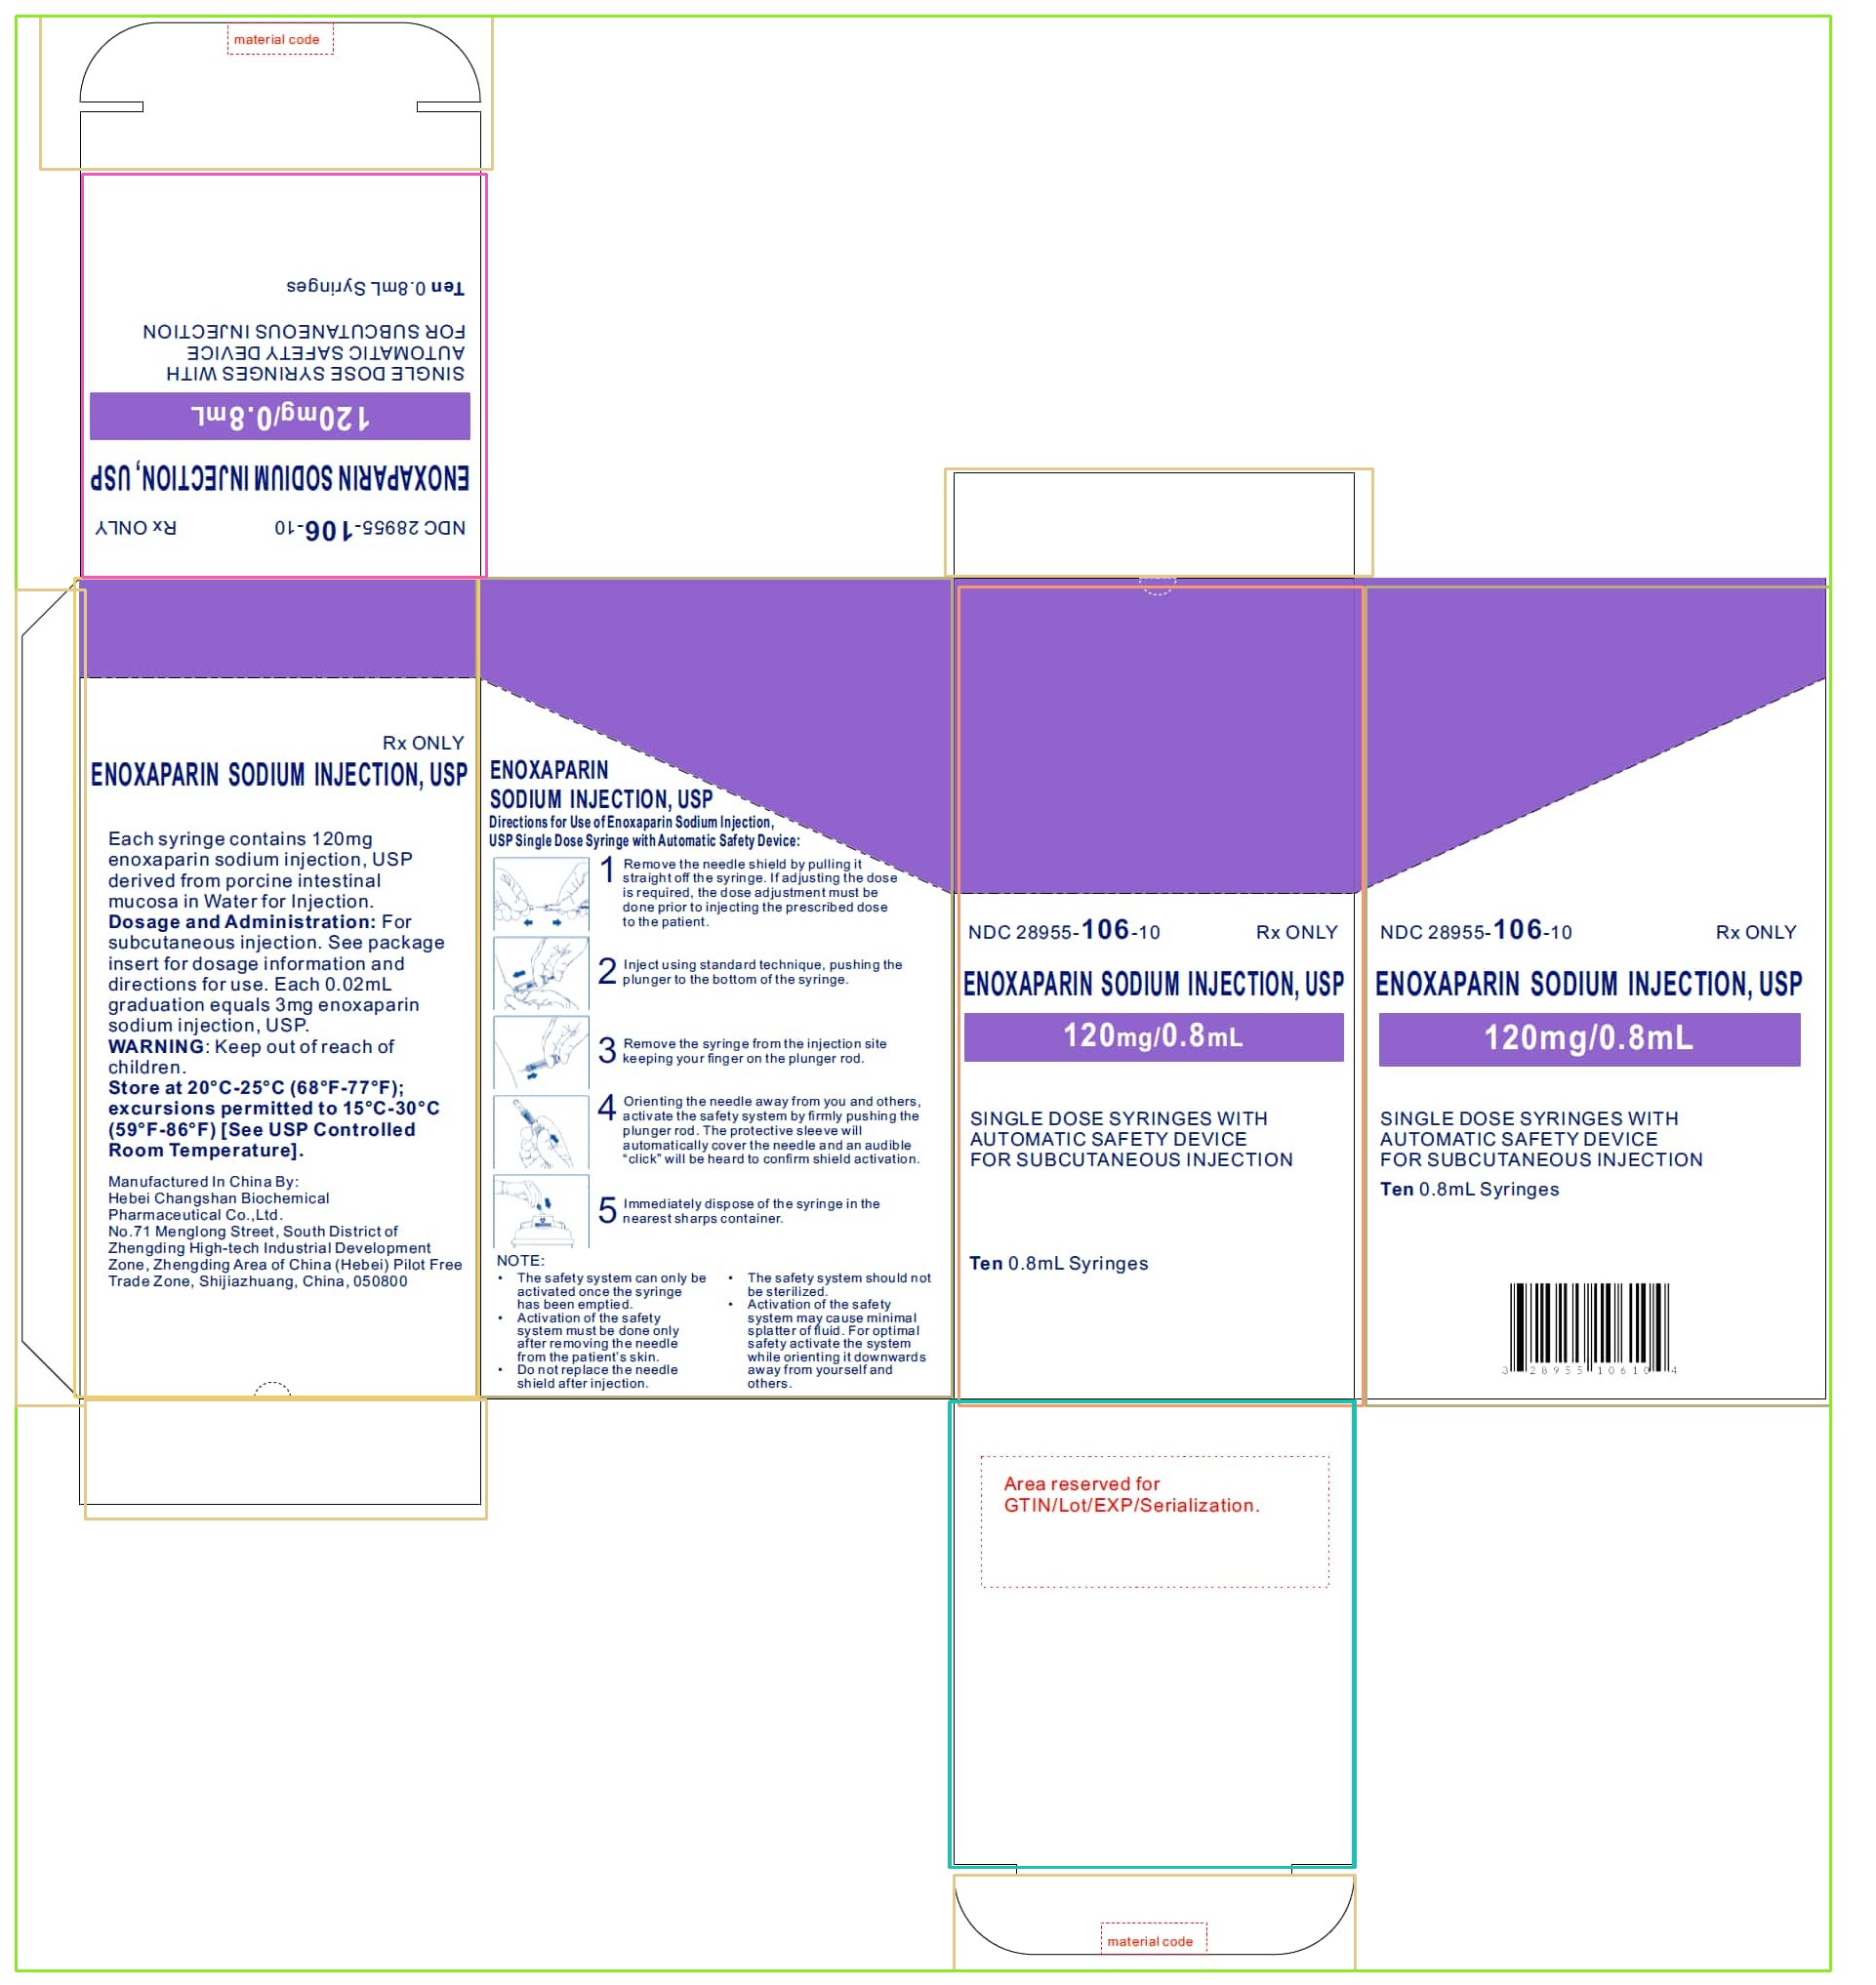 material code
Ten 0.8mL Syringes
FOR SUBCUTANEOUS INJECTION
AUTOMATIC SAFETY DEVICE
SINGLE DOSE SYRINGES WITH
120mg/0.8mL
ENOXAPARIN SODIUM INJECTION, USP
NDC 28955-106-10 Rx ONLY
Rx ONLY
ENOXAPARIN SODIUM INJECTION, USP
Each syringe contains 120mg
enoxaparin sodium injection, USP
derived from porcine intestinal
mucosa in Water for Injection.
Dosage and Administration: For
subcutaneous injection. See package
insert for dosage information and
directions for use. Each 0.02mL
graduation equals 3mg enoxaparin
sodium injection, USP.
WARNING: Keep out of reach of
children.
Store at 20°C-25°C (68°F-77°F);
excursions permitted to 15°C-30°C
(59°F-86°F) [See USP Controlled
Room Temperature].
Manufactured In China By:
Hebei Changshan Biochemical
Pharmaceutical Co.,Ltd.
No.71 Menglong Street, South District of
Zhengding High-tech Industrial Development
Zone, Zhengding Area of China (Hebei) Pilot Free
Trade Zone, Shijiazhuang, China, 050800
ENOXAPARIN
SODIUM INJECTION, USP
Directions for Use of Enoxaparin Sodium Injection,
USP Single Dose Syringe with Automatic Safety Device:
1 Remove the needle shield by pulling it
straight off the syringe. If adjusting the dose
is required, the dose adjustment must be
done prior to injecting the prescribed dose
to the patient.
2 Inject using standard technique, pushing the
plunger to the bottom of the syringe.
3 Remove the syringe from the injection site
keeping your finger on the plunger rod.
4 Orienting the needle away from you and others,
activate the safety system by firmly pushing the
plunger rod. The protective sleeve will
automatically cover the needle and an audible
“click” will be heard to confirm shield activation.
5 Immediately dispose of the syringe in the
nearest sharps container.
NOTE:
• The safety system can only be
activated once the syringe
has been emptied.
• Activation of the safety
system must be done only
after removing the needle
from the patient's skin.
• Do not replace the needle
shield after injection.
• The safety system should not
be sterilized.
• Activation of the safety
system may cause minimal
splatter of fluid. For optimal
safety activate the system
while orienting it downwards
away from yourself and
others.
NDC 28955-106-10 Rx ONLY
ENOXAPARIN SODIUM INJECTION, USP
120mg/0.8mL
SINGLE DOSE SYRINGES WITH
AUTOMATIC SAFETY DEVICE
FOR SUBCUTANEOUS INJECTION
Ten 0.8mL Syringes
NDC 28955-106-10 Rx ONLY
ENOXAPARIN SODIUM INJECTION, USP
120mg/0.8mL
SINGLE DOSE SYRINGES WITH
AUTOMATIC SAFETY DEVICE
FOR SUBCUTANEOUS INJECTION
Ten 0.8mL Syringes
3 28955 10610 4
Area reserved for
GTIN/Lot/EXP/Serialization.
material code